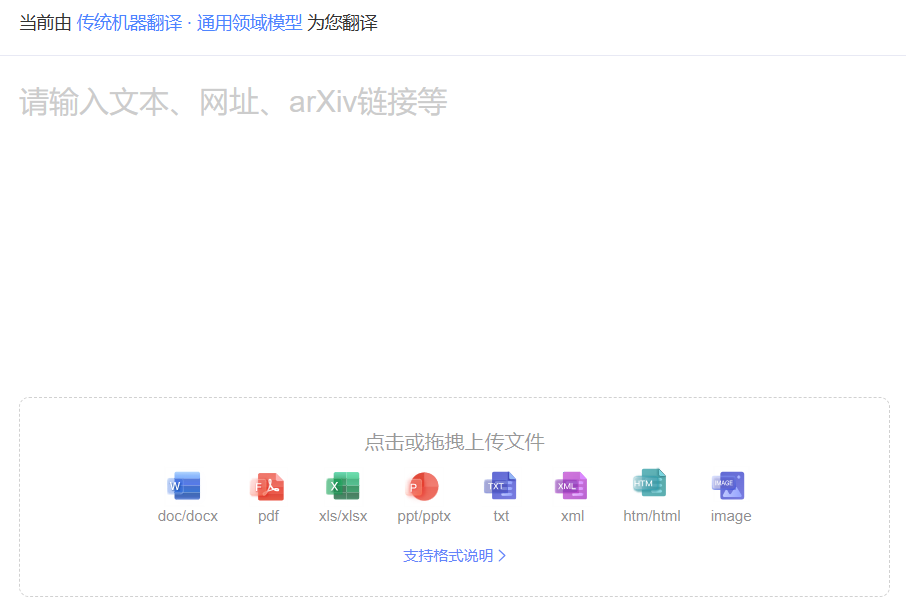 当前由 传统机器翻译 · 通用领域模型 为您翻译
请输入文本、网址、arXiv链接等
点击或拖拽上传文件
W F X P TXT XML HTM IMAGE
doc/docx pdf xls/xlsx ppt/pptx txt xml htm/html image
支持格式说明 >